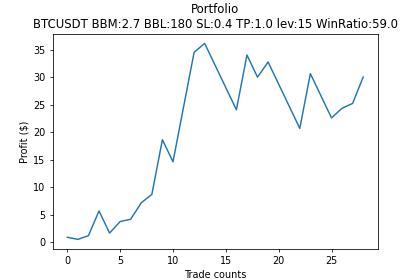 Portfolio
BTCUSDT BBM:2.7 BBL:180 SL:0.4 TP:1.0 lev:15 WinRatio:59.0
Profit ($)
35
30
25
20
15
10
5
0
0 5 10 15 20 25
Trade counts